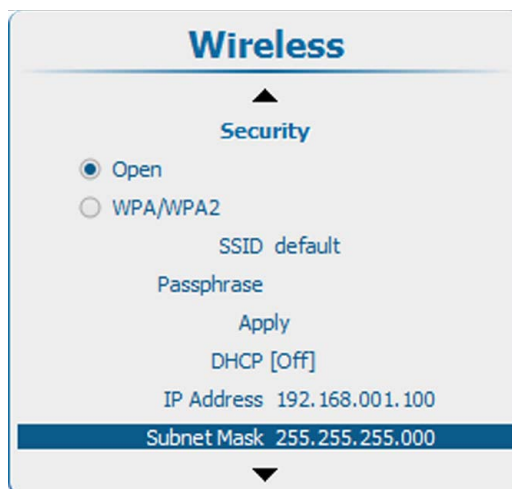 Wireless
Security
Open
WPA/WPA2
SSID default
Passphrase
Apply
DHCP [Off]
IP Address 192.168.001.100
Subnet Mask 255.255.255.000